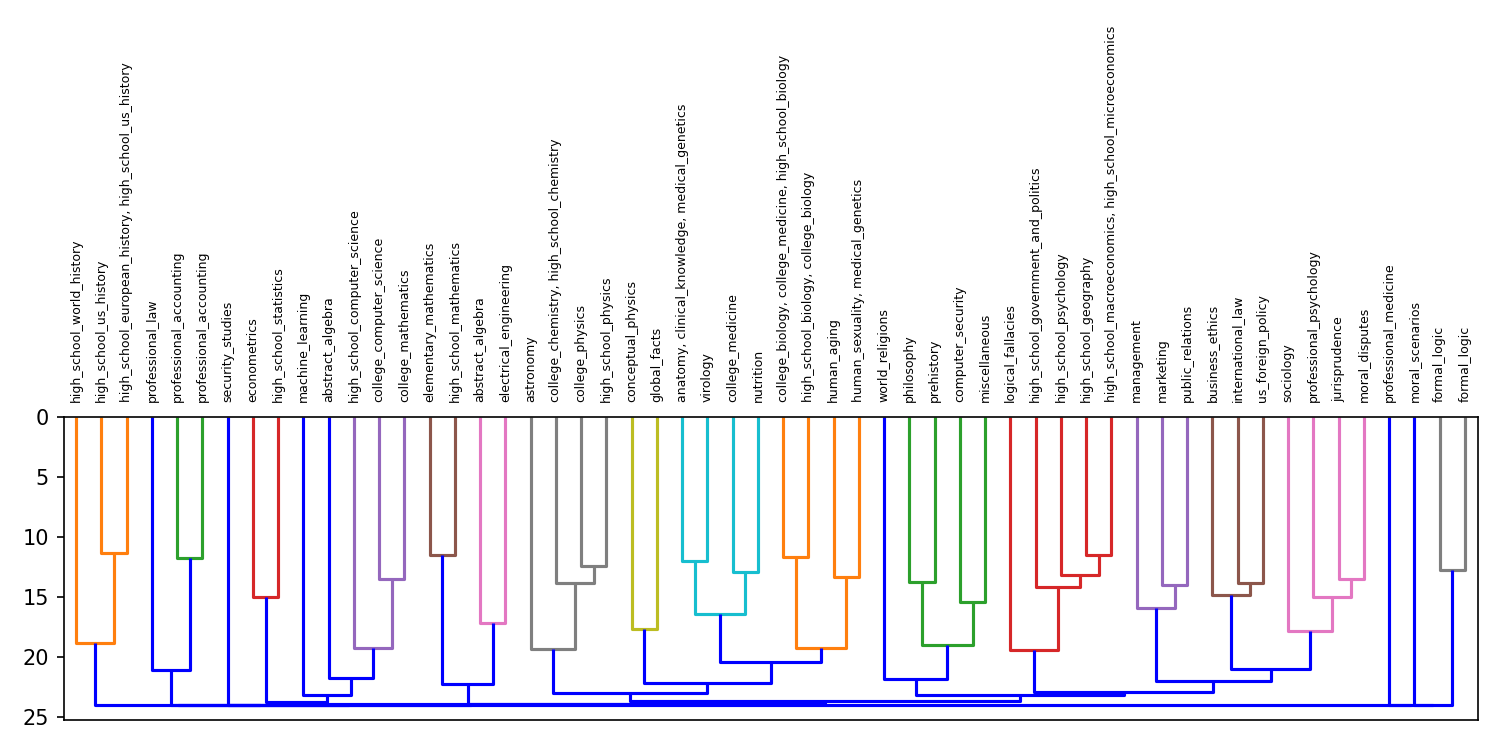 high_school_world_history
high_school_us_history
high_school_european_history, high_school_us_history
professional_law
professional_accounting
professional_accounting
security_studies
econometrics
high_school_statistics
machine_learning
abstract_algebra
high_school_computer_science
college_computer_science
college_mathematics
elementary_mathematics
high_school_mathematics
abstract_algebra
electrical_engineering
astronomy
college_chemistry, high_school_chemistry
college_physics
high_school_physics
conceptual_physics
global_facts
anatomy, clinical_knowledge, medical_genetics
virology
college_medicine
nutrition
college_biology, college_medicine, high_school_biology
high_school_biology, college_biology
human_aging
human_sexuality, medical_genetics
world_religions
philosophy
prehistory
computer_security
miscellaneous
logical_fallacies
high_school_government_and_politics
high_school_psychology
high_school_geography
high_school_macroeconomics, high_school_microeconomics
management
marketing
public_relations
business_ethics
international_law
us_foreign_policy
sociology
professional_psychology
jurisprudence
moral_disputes
professional_medicine
moral_scenarios
formal_logic
formal_logic
0
5
10
15
20
25